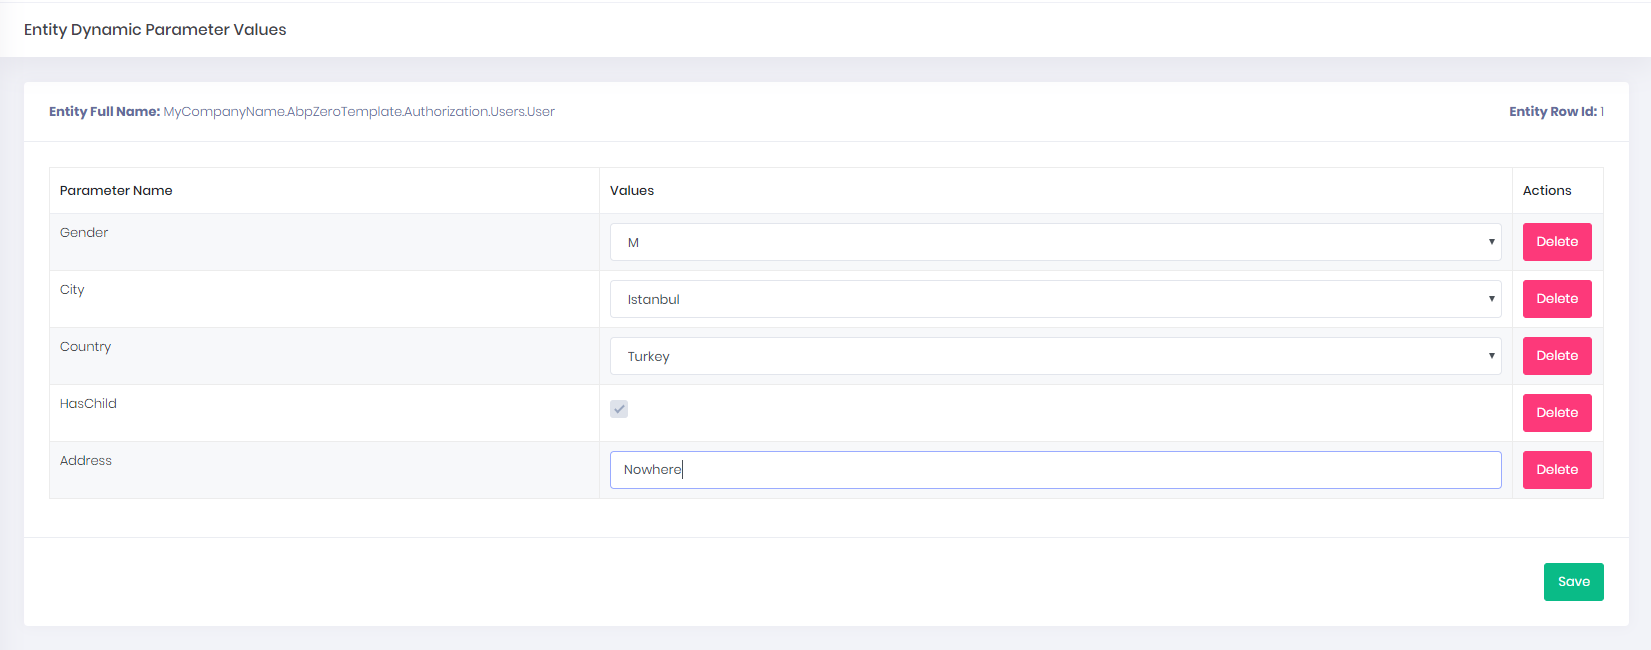 Entity Dynamic Parameter Values
Entity Full Name: MyCompanyName.AbpZeroTemplate.Authorization.Users.User Entity Row Id: 1
Parameter Name Values Actions
Gender M Delete
City Istanbul Delete
Country Turkey Delete
HasChild Delete
Address Nowhere Delete
Save